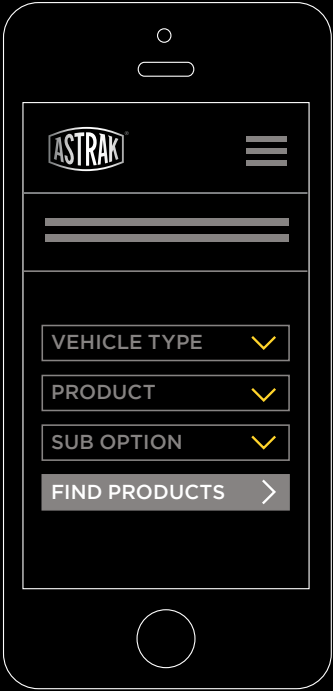 ASTRAK
VEHICLE TYPE
PRODUCT
SUB OPTION
FIND PRODUCTS